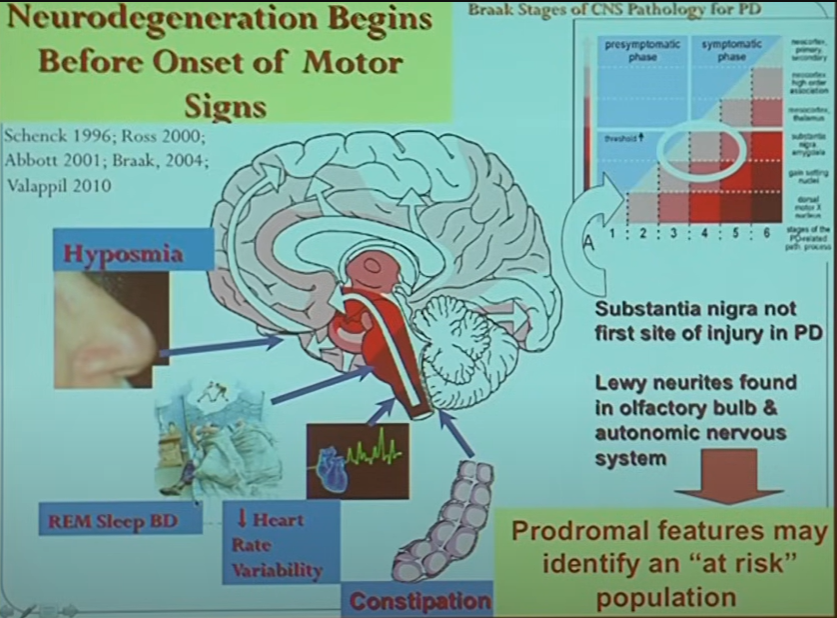 Neurodegeneration Begins
Before Onset of Motor
Signs
Schenck 1996; Ross 2000;
Abbott 2001; Braak, 2004;
Valappil 2010
Braak Stages of CNS Pathology for PD
presymptomatic
phase
symptomatic
phase
threshold
neocortex,
primary,
secondary
neocortex
high order
association
mesocortex,
thalamus
substantia
nigra
amygdala
gain setting
nuclei
dorsal
motor X
nucleus
1 : 2 : 3 : 4 : 5 : 6
stages of the
PD-related
path. process
A
Hyposmia
REM Sleep BD
↓ Heart
Rate
Variability
Constipation
Substantia nigra not
first site of injury in PD
Lewy neurites found
in olfactory bulb &
autonomic nervous
system
Prodromal features may
identify an “at risk”
population